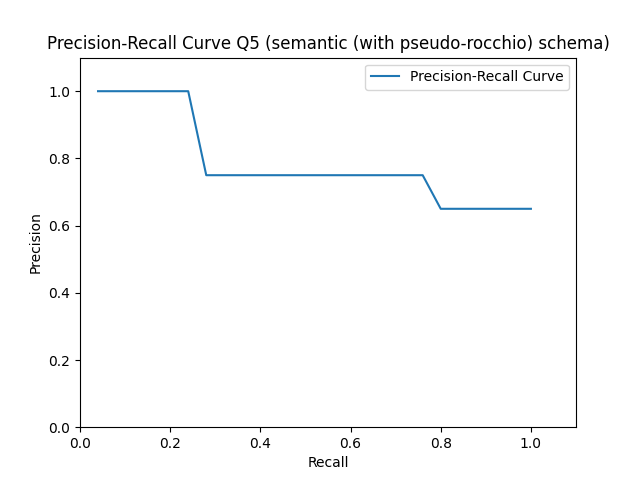 Precision-Recall Curve Q5 (semantic (with pseudo-rocchio) schema)
Precision-Recall Curve
1.0
0.8
0.6
0.4
0.2
0.0
Precision
0.0 0.2 0.4 0.6 0.8 1.0
Recall